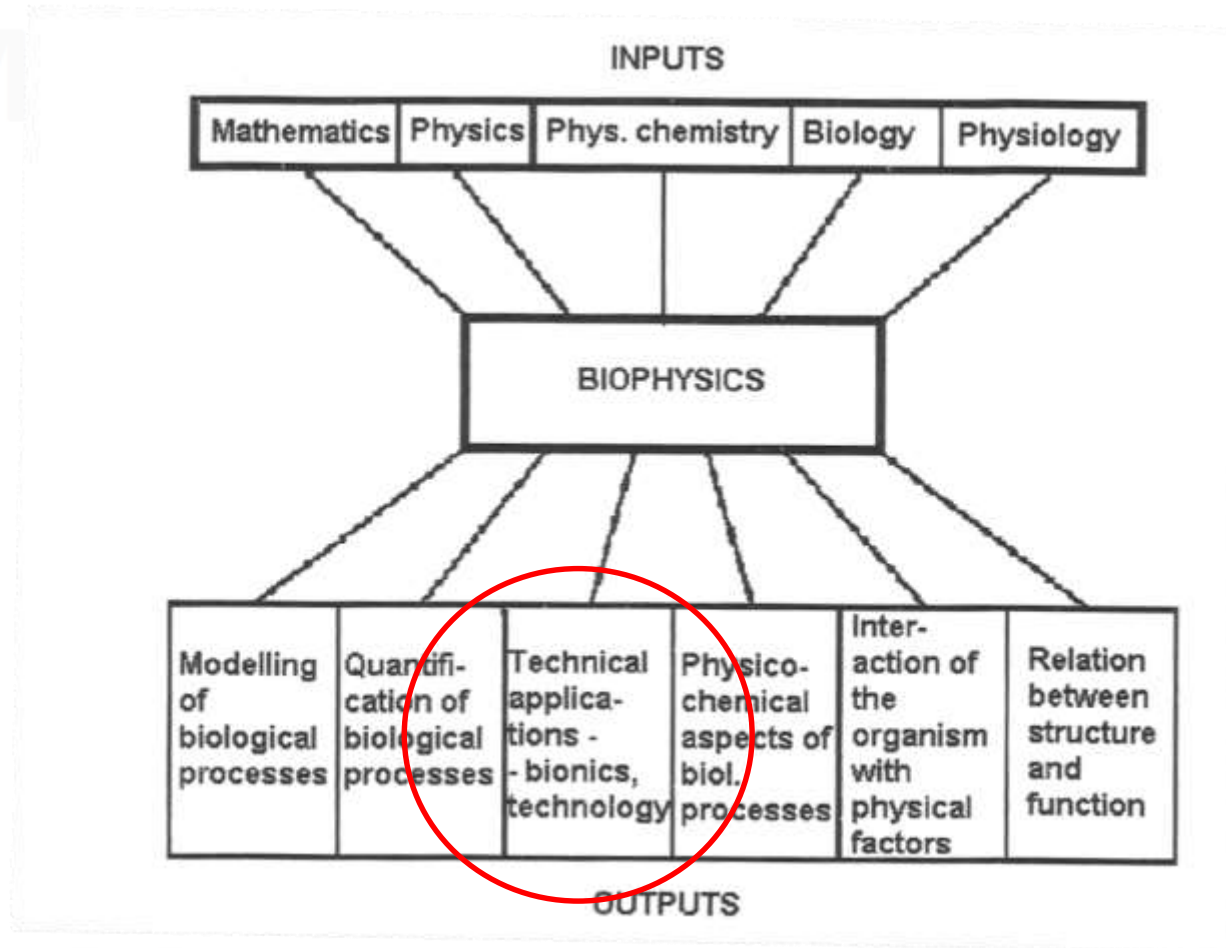 INPUTS
Mathematics Physics Phys. chemistry Biology Physiology
BIOPHYSICS
Modelling
of
biological
processes
Quantifi-
cation of
biological
processes
Technical
applica-
tions -
- bionics,
technology
Physico-
chemical
aspects of
biol.
processes
Inter-
action of
the
organism
with
physical
factors
Relation
between
structure
and
function
OUTPUTS